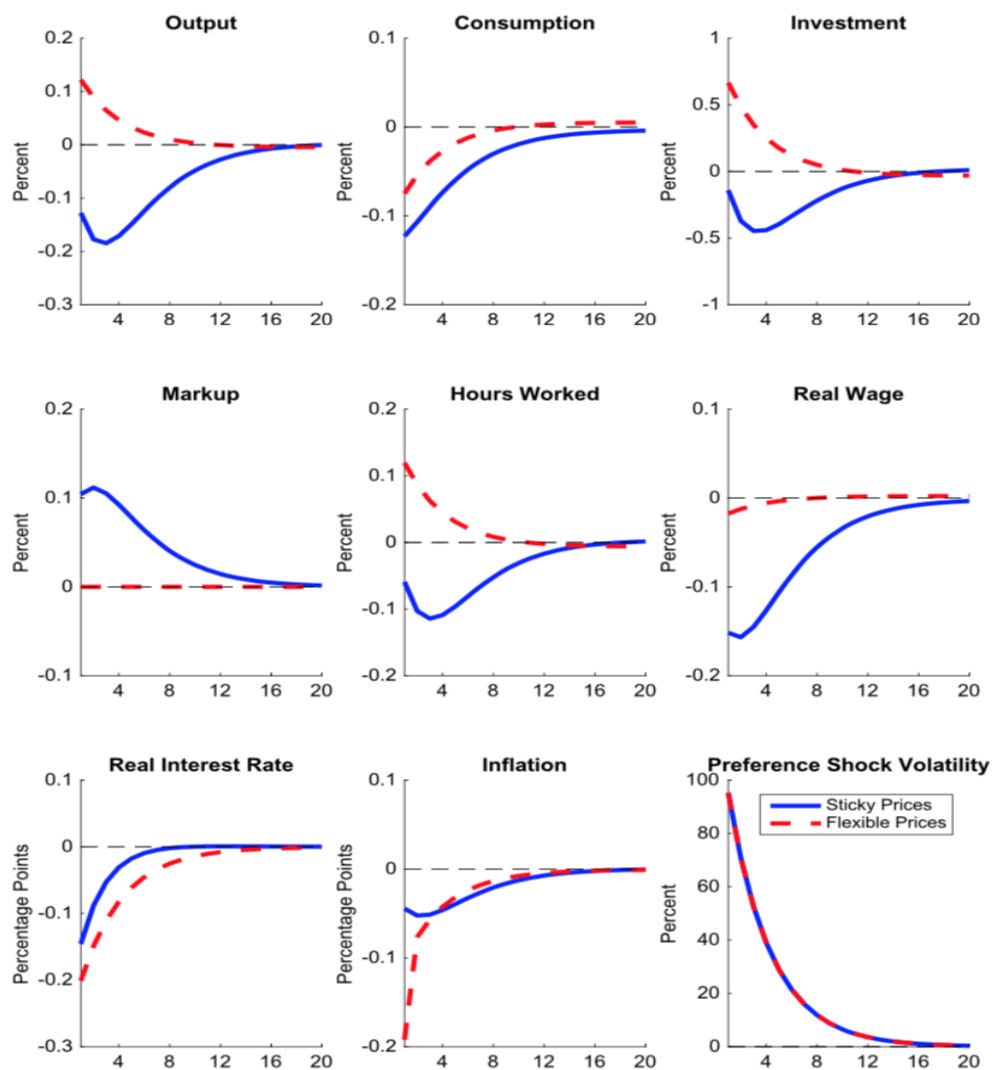 Output
Percent
0.2
0.1
0
-0.1
-0.2
-0.3
4 8 12 16 20
Consumption
Percent
0.1
0
-0.1
-0.2
4 8 12 16 20
Investment
Percent
1
0.5
0
-0.5
-1
4 8 12 16 20
Markup
Percent
0.2
0.1
0
-0.1
4 8 12 16 20
Hours Worked
Percent
0.2
0.1
0
-0.1
-0.2
4 8 12 16 20
Real Wage
Percent
0.1
0
-0.1
-0.2
4 8 12 16 20
Real Interest Rate
Percentage Points
0.1
0
-0.1
-0.2
-0.3
4 8 12 16 20
Inflation
Percentage Points
0.1
0
-0.1
-0.2
4 8 12 16 20
Preference Shock Volatility
Percent
100
80
60
40
20
0
Sticky Prices
Flexible Prices
4 8 12 16 20